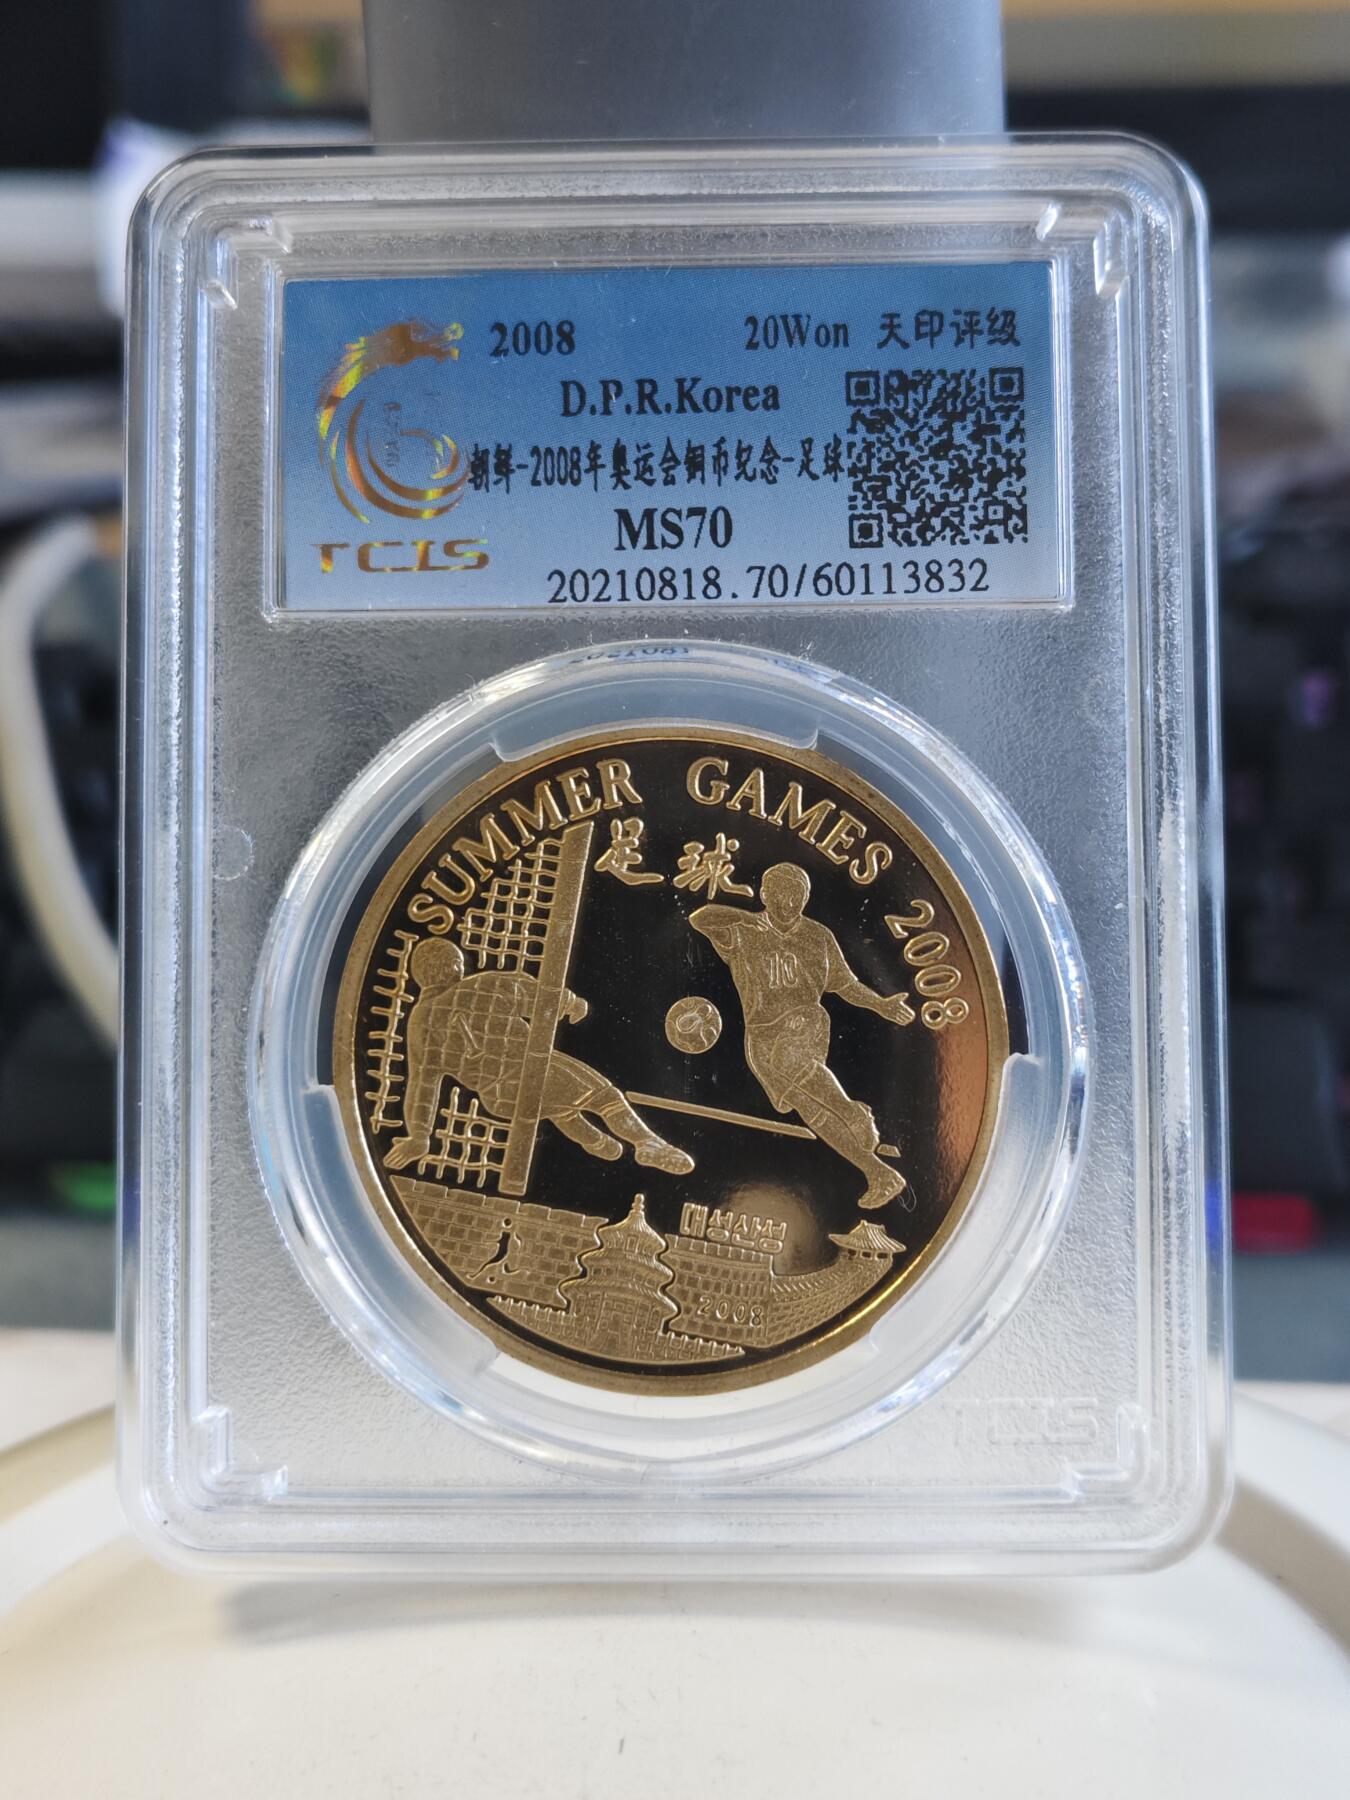 2008 20Won 天印评级
D.P.R.Korea
朝鲜-2008年奥运会铜币纪念-足球
MS70
TCIS
20210818.70/60113832
SUMMER GAMES 2008
足球
10
대성산성
2008
TCIS